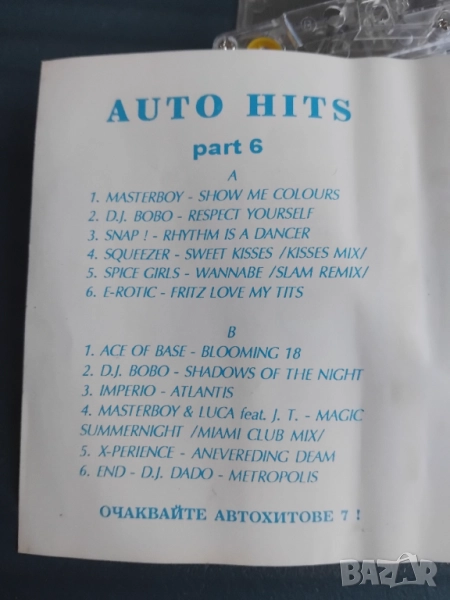 AUTO HITS
part 6
A
1. MASTERBOY - SHOW ME COLOURS
2. D.J. BOBO - RESPECT YOURSELF
3. SNAP ! - RHYTHM IS A DANCER
4. SQUEEZER - SWEET KISSES /KISSES MIX/
5. SPICE GIRLS - WANNABE /SLAM REMIX/
6. E-ROTIC - FRITZ LOVE MY TITS
B
1. ACE OF BASE - BLOOMING 18
2. D.J. BOBO - SHADOWS OF THE NIGHT
3. IMPERIO - ATLANTIS
4. MASTERBOY & LUCA feat. J. T. - MAGIC
SUMMERNIGHT /MIAMI CLUB MIX/
5. X-PERIENCE - ANEVEREDING DEAM
6. END - D.J. DADO - METROPOLIS
ОЧАКВАЙТЕ АВТОХИТОВЕ 7 !
BAZAR